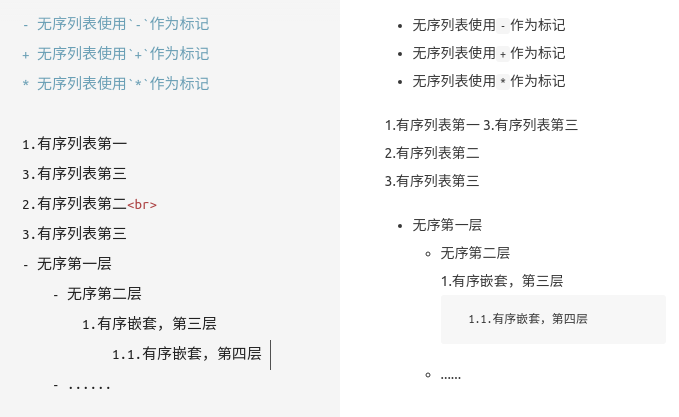 - 无序列表使用`-`作为标记
+ 无序列表使用`+`作为标记
* 无序列表使用`*`作为标记
1.有序列表第一
3.有序列表第三
2.有序列表第二<br>
3.有序列表第三
- 无序第一层
- 无序第二层
1.有序嵌套，第三层
1.1.有序嵌套，第四层
- ......
• 无序列表使用 - 作为标记
• 无序列表使用 + 作为标记
• 无序列表使用 * 作为标记
1.有序列表第一 3.有序列表第三
2.有序列表第二
3.有序列表第三
• 无序第一层
◦ 无序第二层
1.有序嵌套，第三层
1.1.有序嵌套，第四层
◦ ......